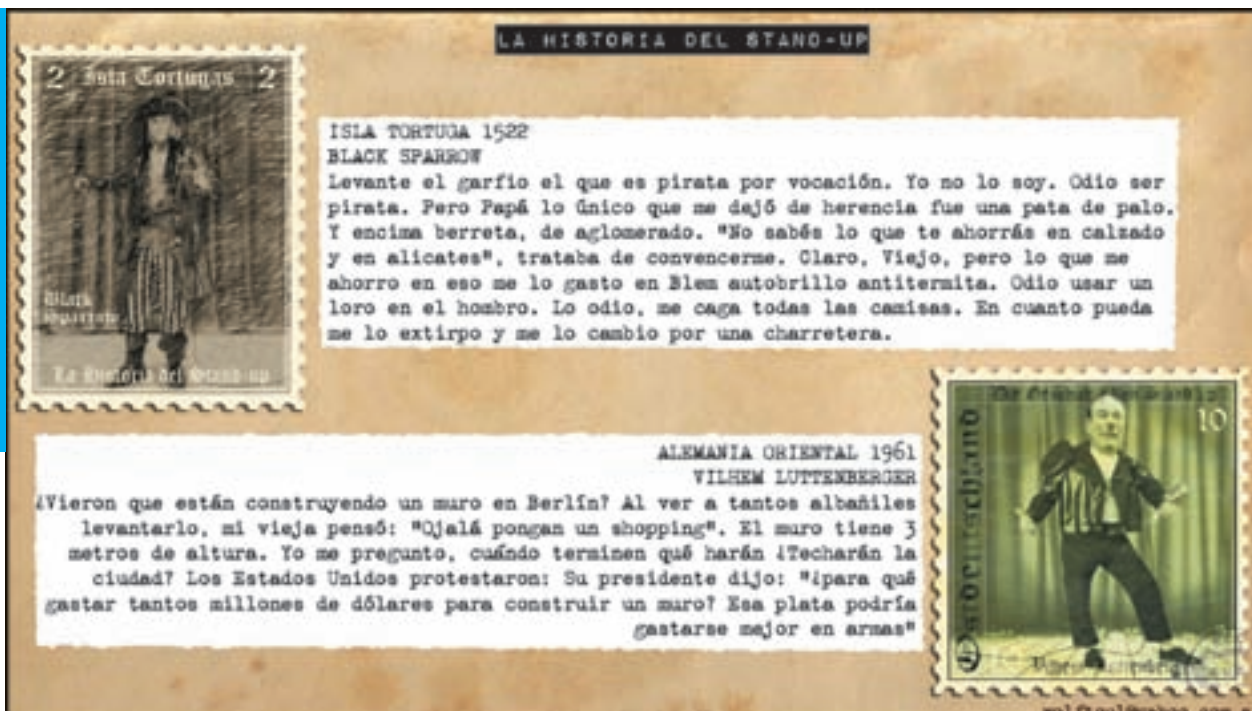 LA HISTORIA DEL STAND-UP
2 Isla Tortugas 2
Black
Sparrow
La Historia del Stand-up
ISLA TORTUGA 1522
BLACK SPARROW
Levante el garfio el que es pirata por vocación. Yo no lo soy. Odio ser
pirata. Pero Papá lo único que me dejó de herencia fue una pata de palo.
Y encima berreta, de aglomerado. "No sabés lo que te ahorrás en calzado
y en alicates", trataba de convencerme. Claro, Viejo, pero lo que me
ahorro en eso me lo gasto en Blem autobrillo antitermita. Odio usar un
loro en el hombro. Lo odio, me caga todas las camisas. En cuanto pueda
me lo extirpo y me lo cambio por una charretera.
ALEMANIA ORIENTAL 1961
VILHEM LUTTENBERGER
¿Vieron que están construyendo un muro en Berlín? Al ver a tantos albañiles
levantarlo, mi vieja pensó: "Ojalá pongan un shopping". El muro tiene 3
metros de altura. Yo me pregunto, cuándo terminen qué harán ¿Techarán la
ciudad? Los Estados Unidos protestaron: Su presidente dijo: "¿para qué
gastar tantos millones de dólares para construir un muro? Esa plata podría
gastarse mejor en armas"
10